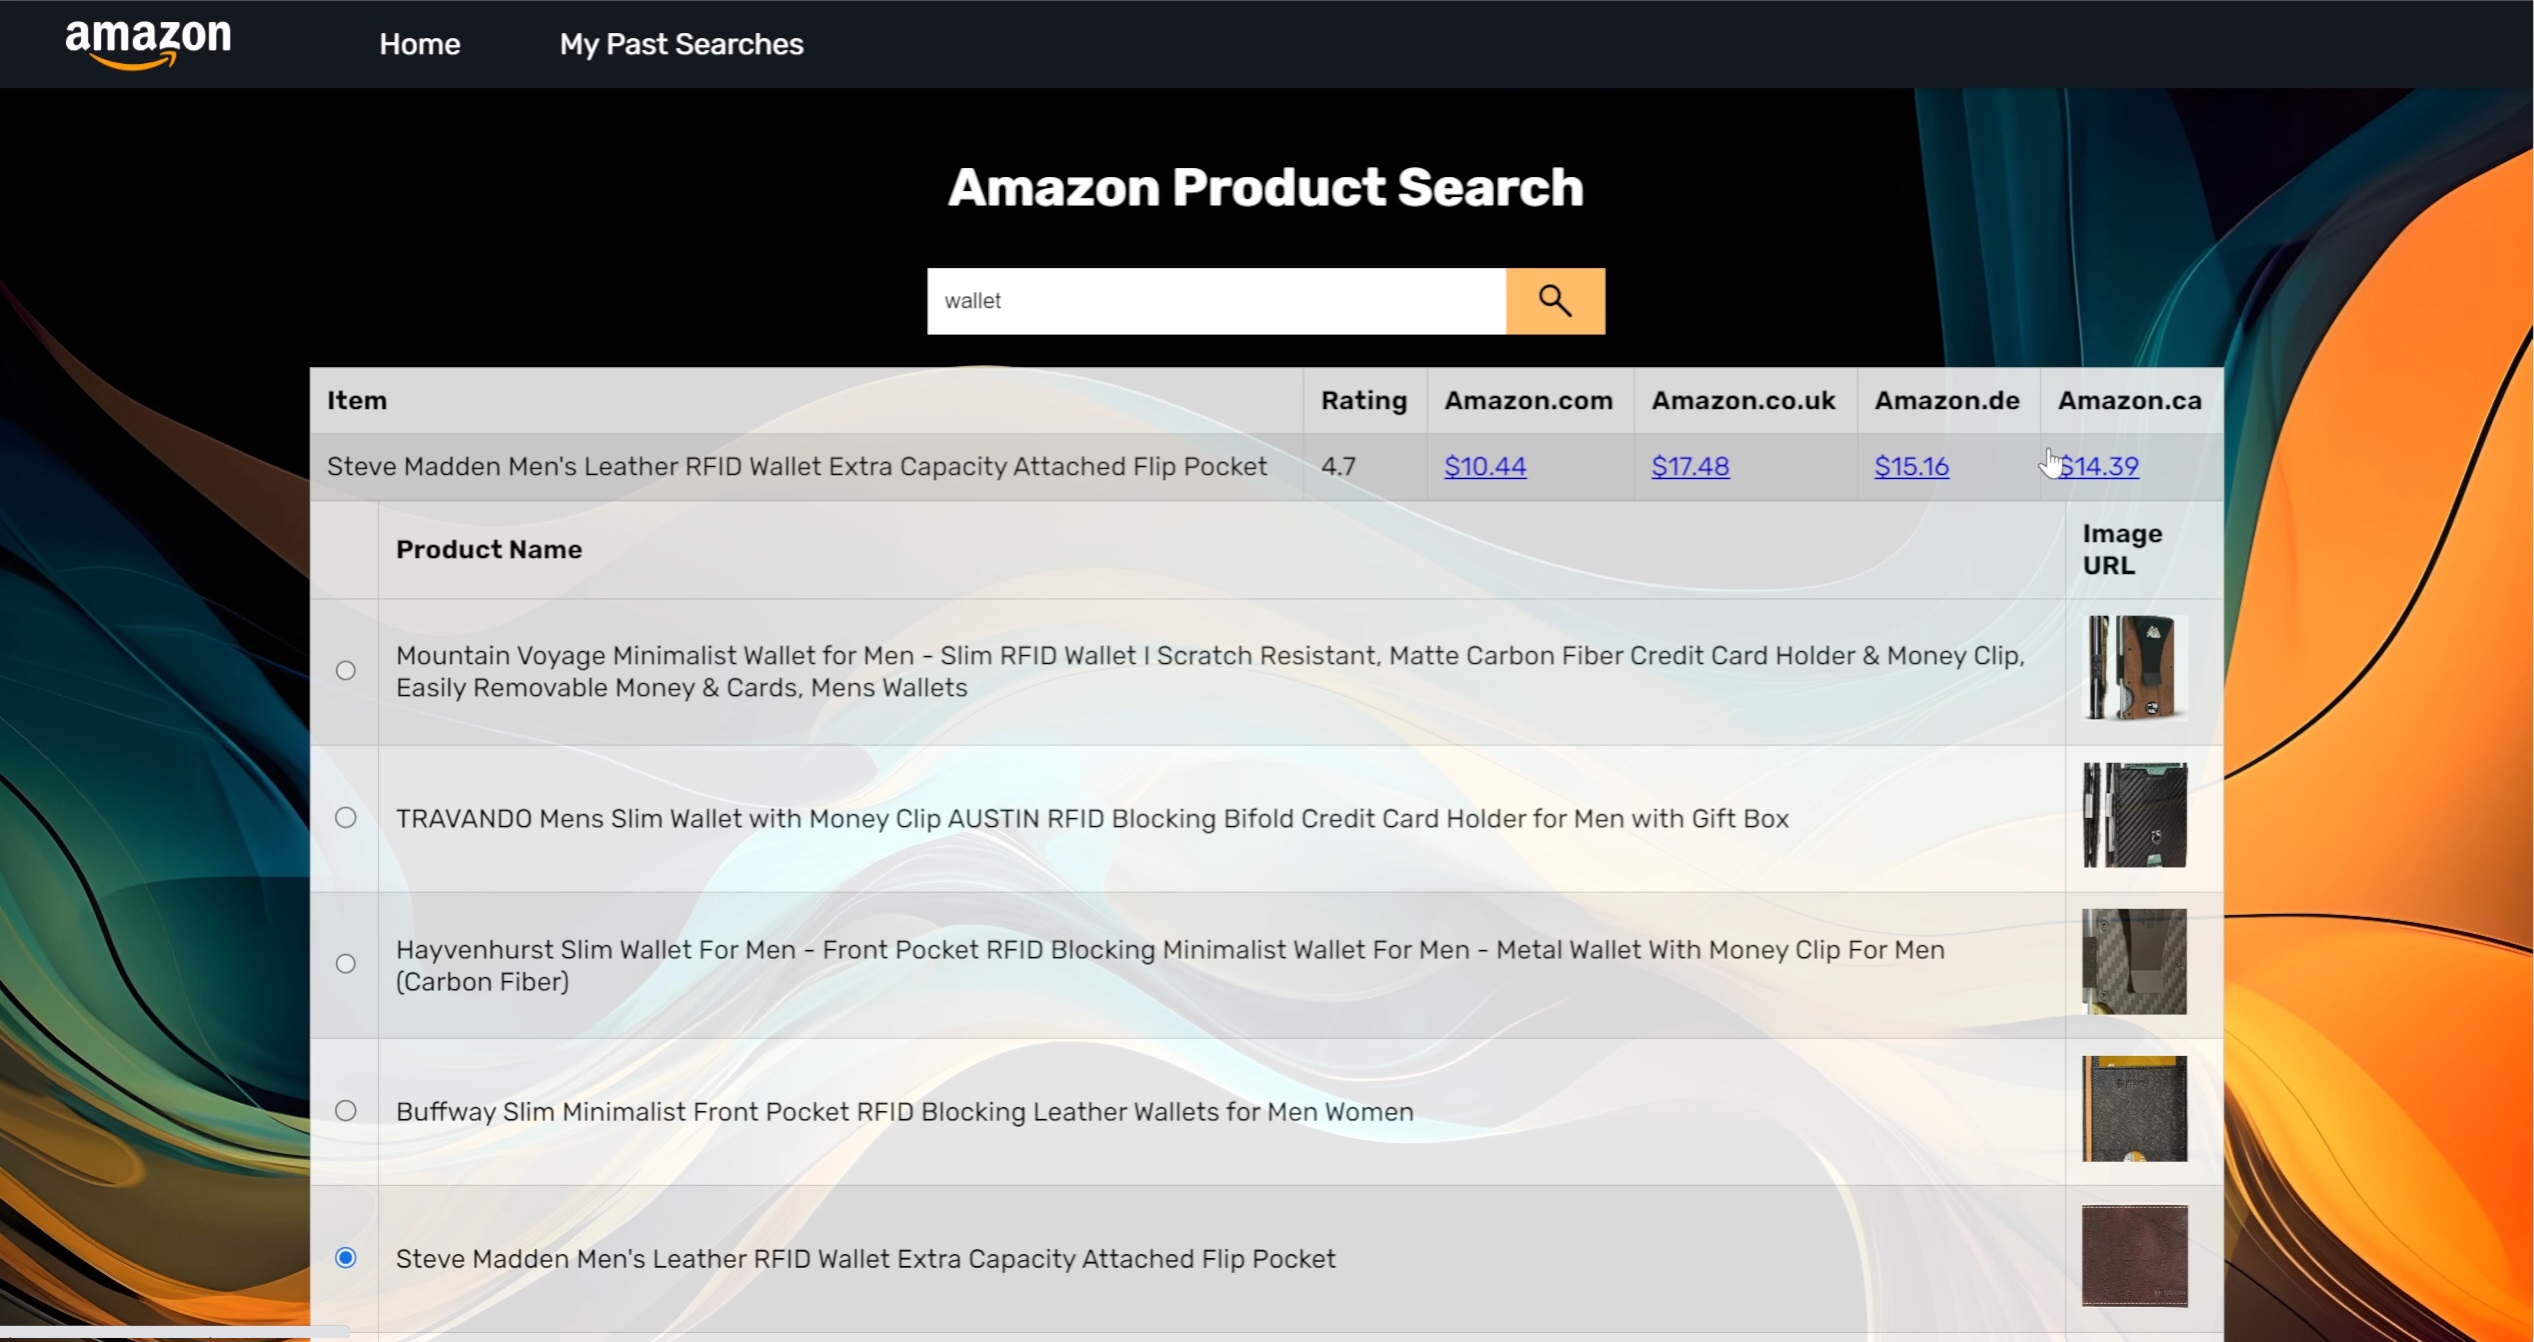 amazon Home My Past Searches
Amazon Product Search
wallet
Item Rating Amazon.com Amazon.co.uk Amazon.de Amazon.ca
Steve Madden Men's Leather RFID Wallet Extra Capacity Attached Flip Pocket 4.7 $10.44 $17.48 $15.16 $14.39
Product Name Image
URL
Mountain Voyage Minimalist Wallet for Men - Slim RFID Wallet I Scratch Resistant, Matte Carbon Fiber Credit Card Holder & Money Clip,
Easily Removable Money & Cards, Mens Wallets
TRAVANDO Mens Slim Wallet with Money Clip AUSTIN RFID Blocking Bifold Credit Card Holder for Men with Gift Box
Hayvenhurst Slim Wallet For Men - Front Pocket RFID Blocking Minimalist Wallet For Men - Metal Wallet With Money Clip For Men
(Carbon Fiber)
Buffway Slim Minimalist Front Pocket RFID Blocking Leather Wallets for Men Women
Steve Madden Men's Leather RFID Wallet Extra Capacity Attached Flip Pocket